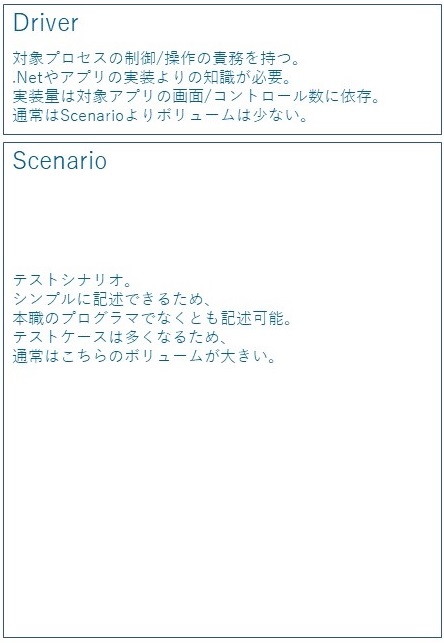 Driver
対象プロセスの制御/操作の責務を持つ。
.Netやアプリの実装よりの知識が必要。
実装量は対象アプリの画面/コントロール数に依存。
通常はScenarioよりボリュームは少ない。
Scenario
テストシナリオ。
シンプルに記述できるため、
本職のプログラマでなくとも記述可能。
テストケースは多くなるため、
通常はこちらのボリュームが大きい。